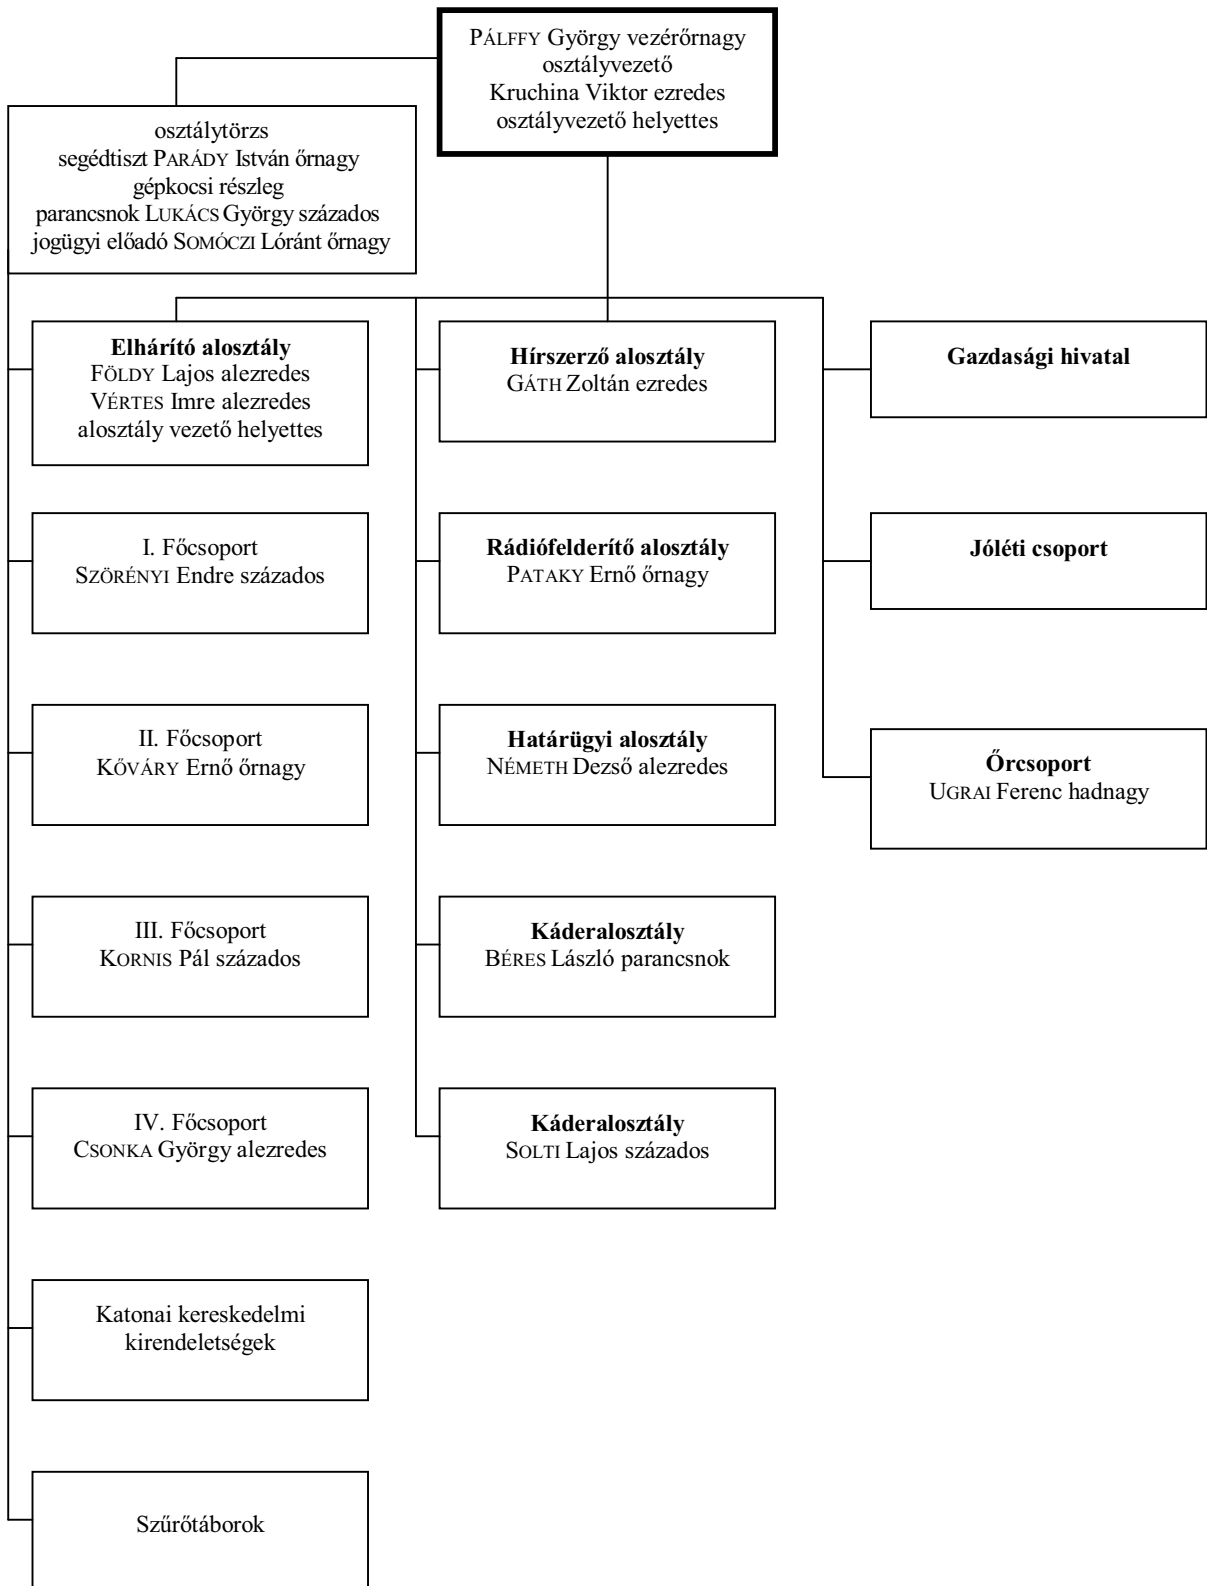 PÁLFFY György vezérőrnagy
osztályvezető
Kruchina Viktor ezredes
osztályvezető helyettes
osztálytörzs
segédtiszt PARÁDY István őrnagy
gépkocsi részleg
parancsnok LUKÁCS György százados
jogügyi előadó SOMÓCZI Lóránt őrnagy
Elhárító alosztály
FÖLDY Lajos alezredes
VÉRTES Imre alezredes
alosztály vezető helyettes
Hírszerző alosztály
GÁTH Zoltán ezredes
Gazdasági hivatal
I. Főcsoport
SZÖRÉNYI Endre százados
Rádiófelderítő alosztály
PATAKY Ernő őrnagy
Jóléti csoport
II. Főcsoport
KŐVÁRY Ernő őrnagy
Határügyi alosztály
NÉMETH Dezső alezredes
Őrcsoport
UGRAI Ferenc hadnagy
III. Főcsoport
KORNIS Pál százados
Káderalosztály
BÉRES László parancsnok
IV. Főcsoport
CSONKA György alezredes
Káderalosztály
SOLTI Lajos százados
Katonai kereskedelmi
kirendeletségek
Szűrőtáborok